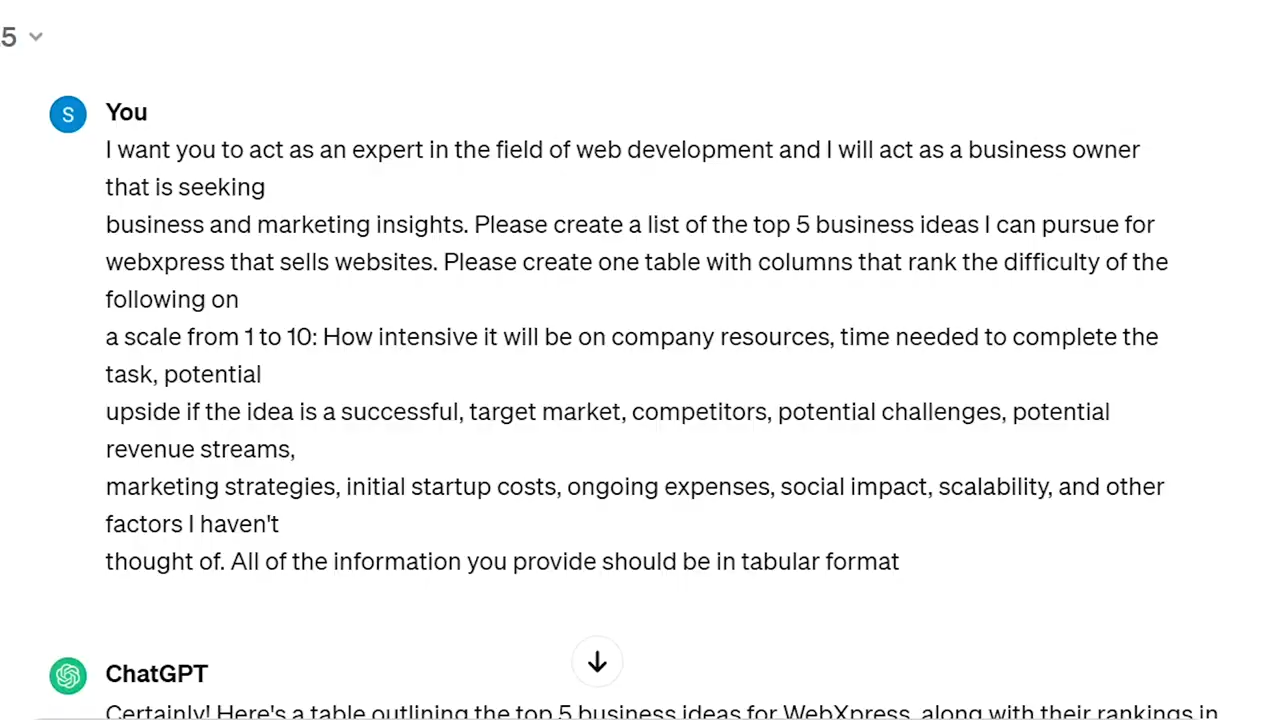 5
S
You
I want you to act as an expert in the field of web development and I will act as a business owner
that is seeking
business and marketing insights. Please create a list of the top 5 business ideas I can pursue for
webxpress that sells websites. Please create one table with columns that rank the difficulty of the
following on
a scale from 1 to 10: How intensive it will be on company resources, time needed to complete the
task, potential
upside if the idea is a successful, target market, competitors, potential challenges, potential
revenue streams,
marketing strategies, initial startup costs, ongoing expenses, social impact, scalability, and other
factors I haven't
thought of. All of the information you provide should be in tabular format
ChatGPT
Certainly! Here's a table outlining the top 5 business ideas for WebXpress, along with their rankings in